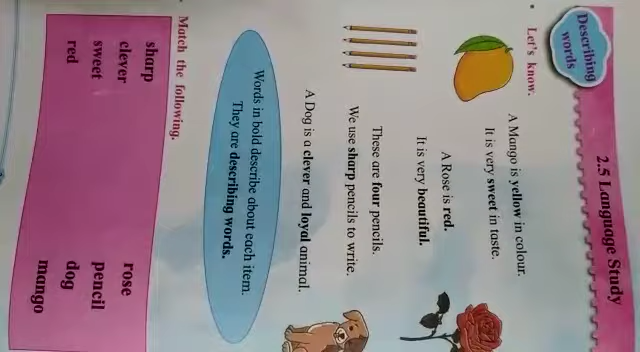 2.5 Language Study
Describing
words
• Let's know.
A Mango is yellow in colour.
It is very sweet in taste.
A Rose is red.
It is very beautiful.
These are four pencils.
We use sharp pencils to write.
A Dog is a clever and loyal animal.
Words in bold describe about each item.
They are describing words.
• Match the following.
sharp rose
clever pencil
sweet dog
red mango